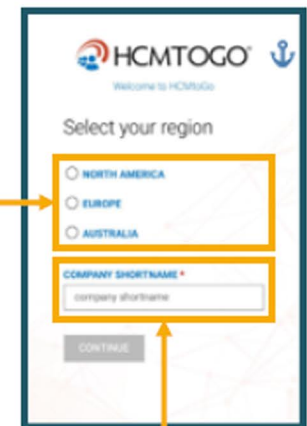 HCMTOGO
Welcome to HCMtoGo
Select your region
NORTH AMERICA
EUROPE
AUSTRALIA
COMPANY SHORTNAME *
company shortname
CONTINUE